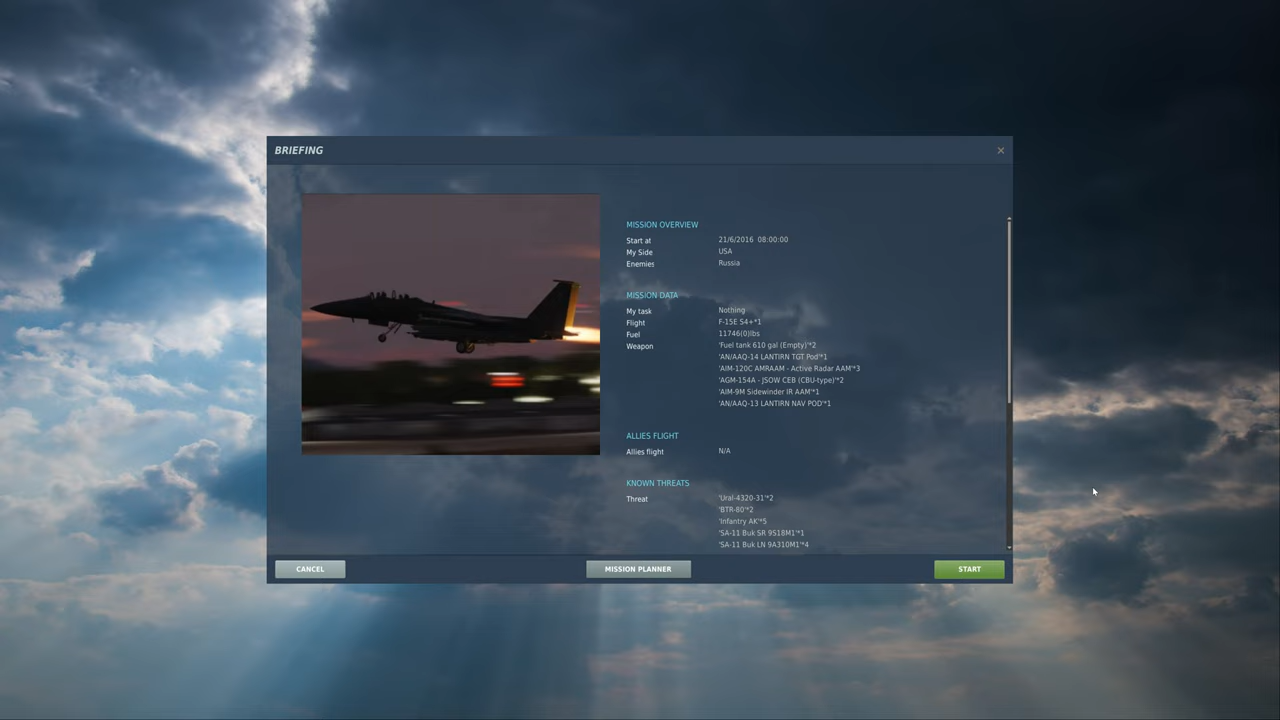 BRIEFING
×
MISSION OVERVIEW
Start at 21/6/2016 08:00:00
My Side USA
Enemies Russia
MISSION DATA
My task Nothing
Flight F-15E S4+*1
Fuel 11746(0)lbs
Weapon 'Fuel tank 610 gal (Empty)'*2
'AN/AAQ-14 LANTIRN TGT Pod'*1
'AIM-120C AMRAAM - Active Radar AAM'*3
'AGM-154A - JSOW CEB (CBU-type)'*2
'AIM-9M Sidewinder IR AAM'*1
'AN/AAQ-13 LANTIRN NAV POD'*1
ALLIES FLIGHT
Allies flight N/A
KNOWN THREATS
Threat 'Ural-4320-31'*2
'BTR-80'*2
'Infantry AK'*5
'SA-11 Buk SR 9S18M1'*1
'SA-11 Buk LN 9A310M1'*4
CANCEL MISSION PLANNER START